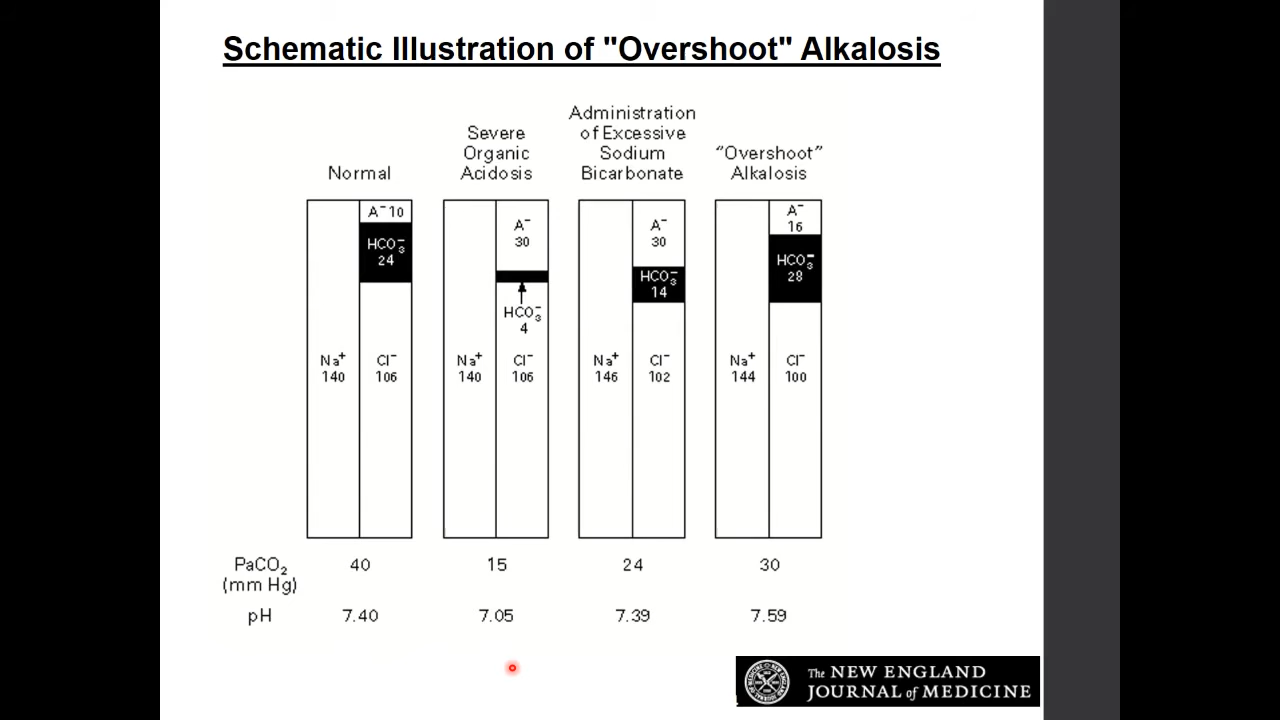 Schematic Illustration of "Overshoot" Alkalosis
Normal
Severe
Organic
Acidosis
Administration
of Excessive
Sodium
Bicarbonate
“Overshoot”
Alkalosis
A⁻ 10
HCO₃⁻
24
Na⁺
140
Cl⁻
106
A⁻
30
HCO₃⁻
4
Na⁺
140
Cl⁻
106
A⁻
30
HCO₃⁻
14
Na⁺
146
Cl⁻
102
A⁻
16
HCO₃⁻
28
Na⁺
144
Cl⁻
100
PaCO₂ 40 15 24 30
(mm Hg)
pH 7.40 7.05 7.39 7.59
The NEW ENGLAND
JOURNAL of MEDICINE